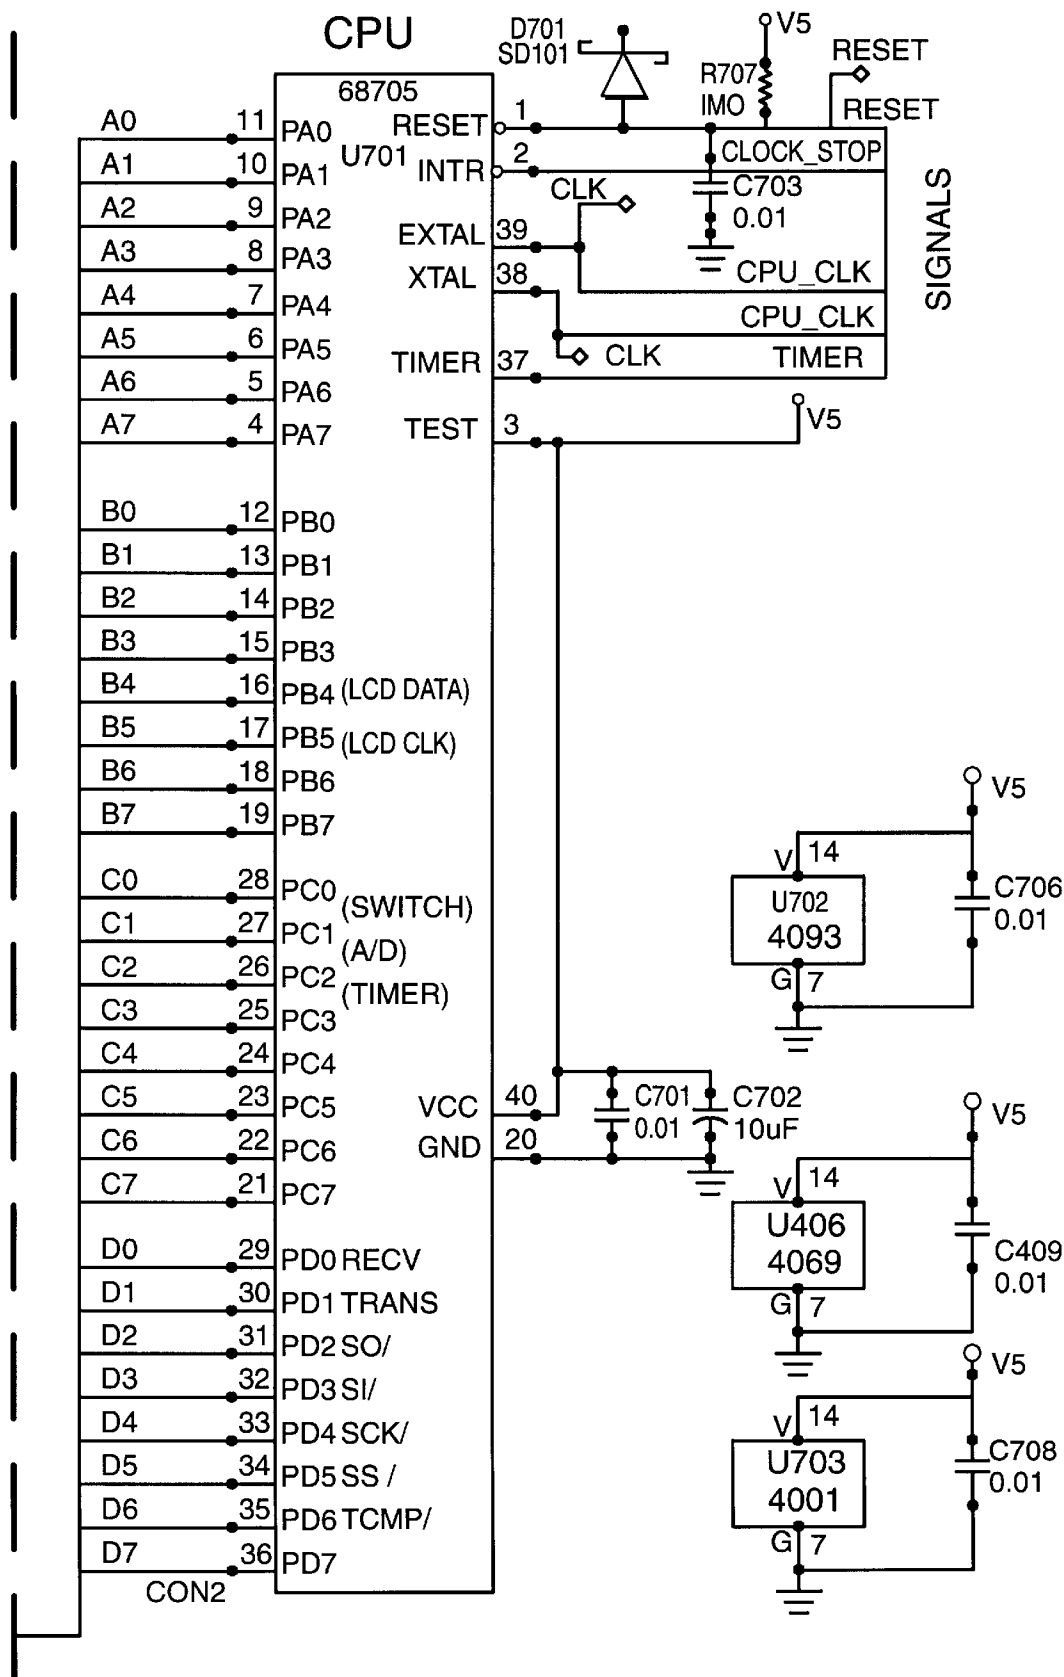 CPU
D701
SD101
V5
R707
1MO
RESET
RESET
68705
U701
A0 11 PA0
A1 10 PA1
A2 9 PA2
A3 8 PA3
A4 7 PA4
A5 6 PA5
A6 5 PA6
A7 4 PA7
RESET 1
INTR 2
CLOCK_STOP
CLK
C703
0.01
EXTAL 39
CPU_CLK
XTAL 38
CPU_CLK
CLK
TIMER 37
TIMER
SIGNALS
TEST 3
V5
B0 12 PB0
B1 13 PB1
B2 14 PB2
B3 15 PB3
B4 16 PB4 (LCD DATA)
B5 17 PB5 (LCD CLK)
B6 18 PB6
B7 19 PB7
C0 28 PC0 (SWITCH)
C1 27 PC1 (A/D)
C2 26 PC2 (TIMER)
C3 25 PC3
C4 24 PC4
C5 23 PC5
C6 22 PC6
C7 21 PC7
VCC 40
GND 20
C701
0.01
C702
10uF
D0 29 PD0 RECV
D1 30 PD1 TRANS
D2 31 PD2 SO/
D3 32 PD3 SI/
D4 33 PD4 SCK/
D5 34 PD5 SS /
D6 35 PD6 TCMP/
D7 36 PD7
CON2
V5
V 14
U702
4093
G 7
C706
0.01
V5
V 14
U406
4069
G 7
C409
0.01
V5
V 14
U703
4001
G 7
C708
0.01